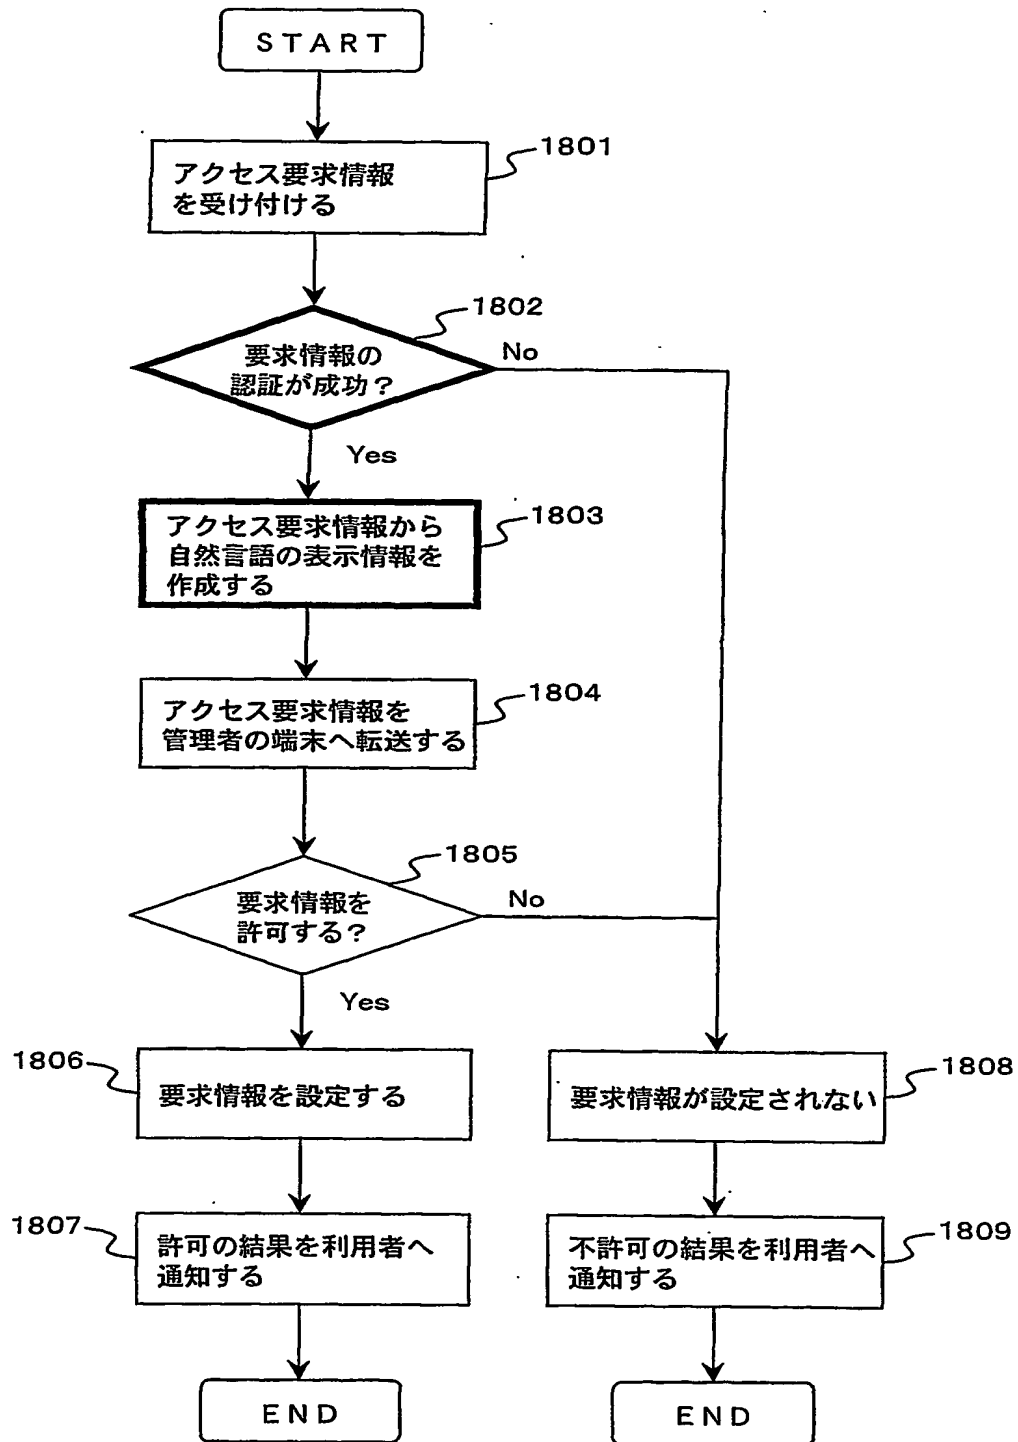 START
1801
アクセス要求情報
を受け付ける
1802
要求情報の
認証が成功？
No
Yes
1803
アクセス要求情報から
自然言語の表示情報を
作成する
1804
アクセス要求情報を
管理者の端末へ転送する
1805
要求情報を
許可する？
No
Yes
1806
要求情報を設定する
1808
要求情報が設定されない
1807
許可の結果を利用者へ
通知する
1809
不許可の結果を利用者へ
通知する
END
END